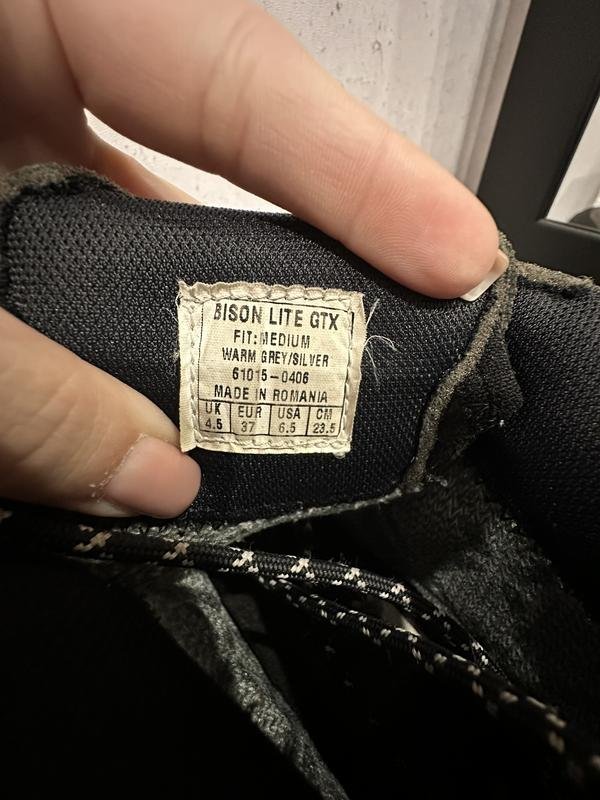 BISON LITE GTX
FIT:MEDIUM
WARM GREY/SILVER
61015-0406
MADE IN ROMANIA
UK EUR USA CM
4.5 37 6.5 23.5